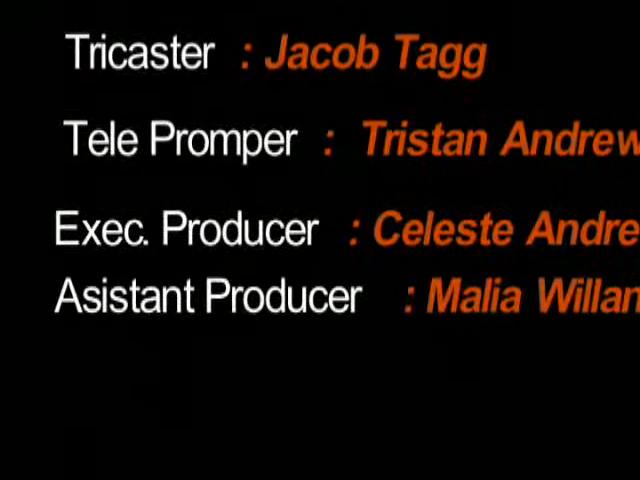 Tricaster : Jacob Tagg
Tele Promper : Tristan Andrew
Exec. Producer : Celeste Andre
Asistant Producer : Malia Willan